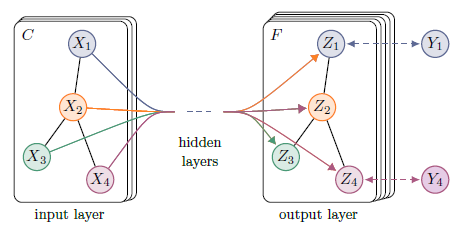 C
F
X1
X2
X3
X4
Z1
Z2
Z3
Z4
Y1
Y4
hidden
layers
input layer
output layer